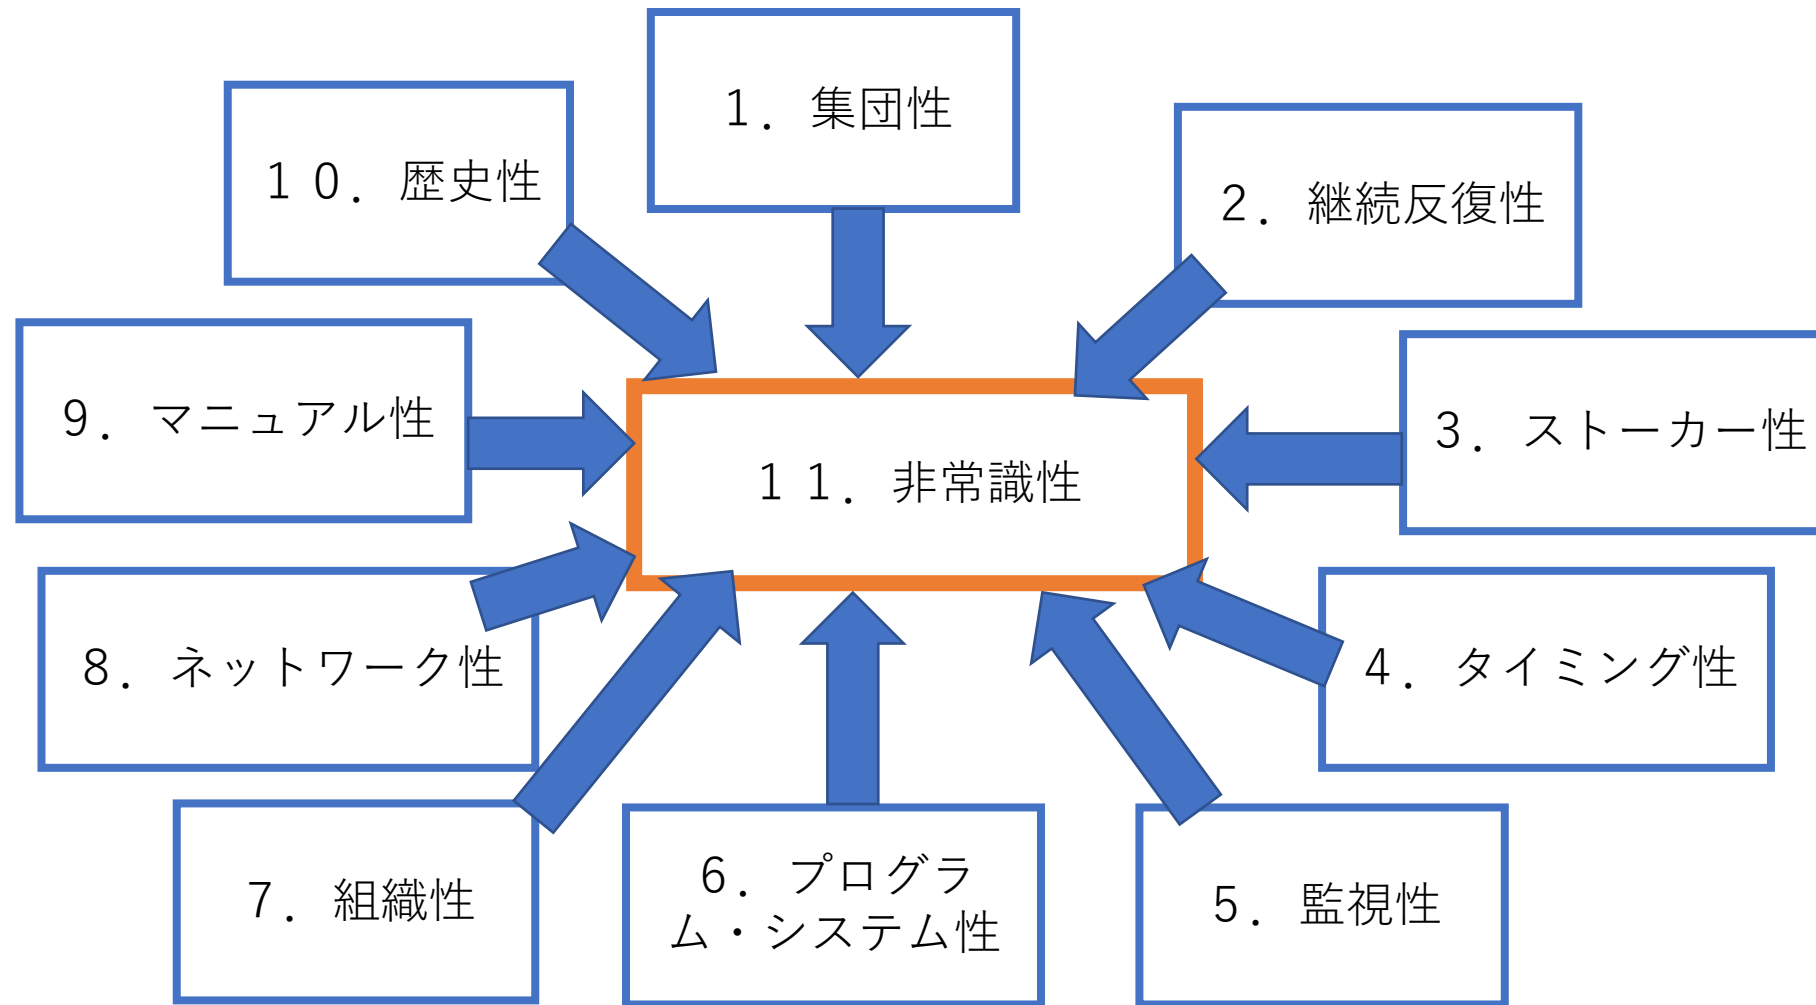 １．集団性
２．継続反復性
３．ストーカー性
４．タイミング性
５．監視性
６．プログラ
ム・システム性
７．組織性
８．ネットワーク性
９．マニュアル性
１０．歴史性
１１．非常識性